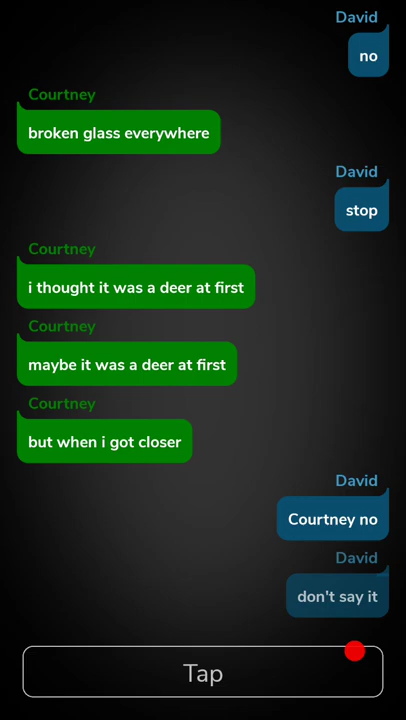 David
no
Courtney
broken glass everywhere
David
stop
Courtney
i thought it was a deer at first
Courtney
maybe it was a deer at first
Courtney
but when i got closer
David
Courtney no
David
don't say it
Tap